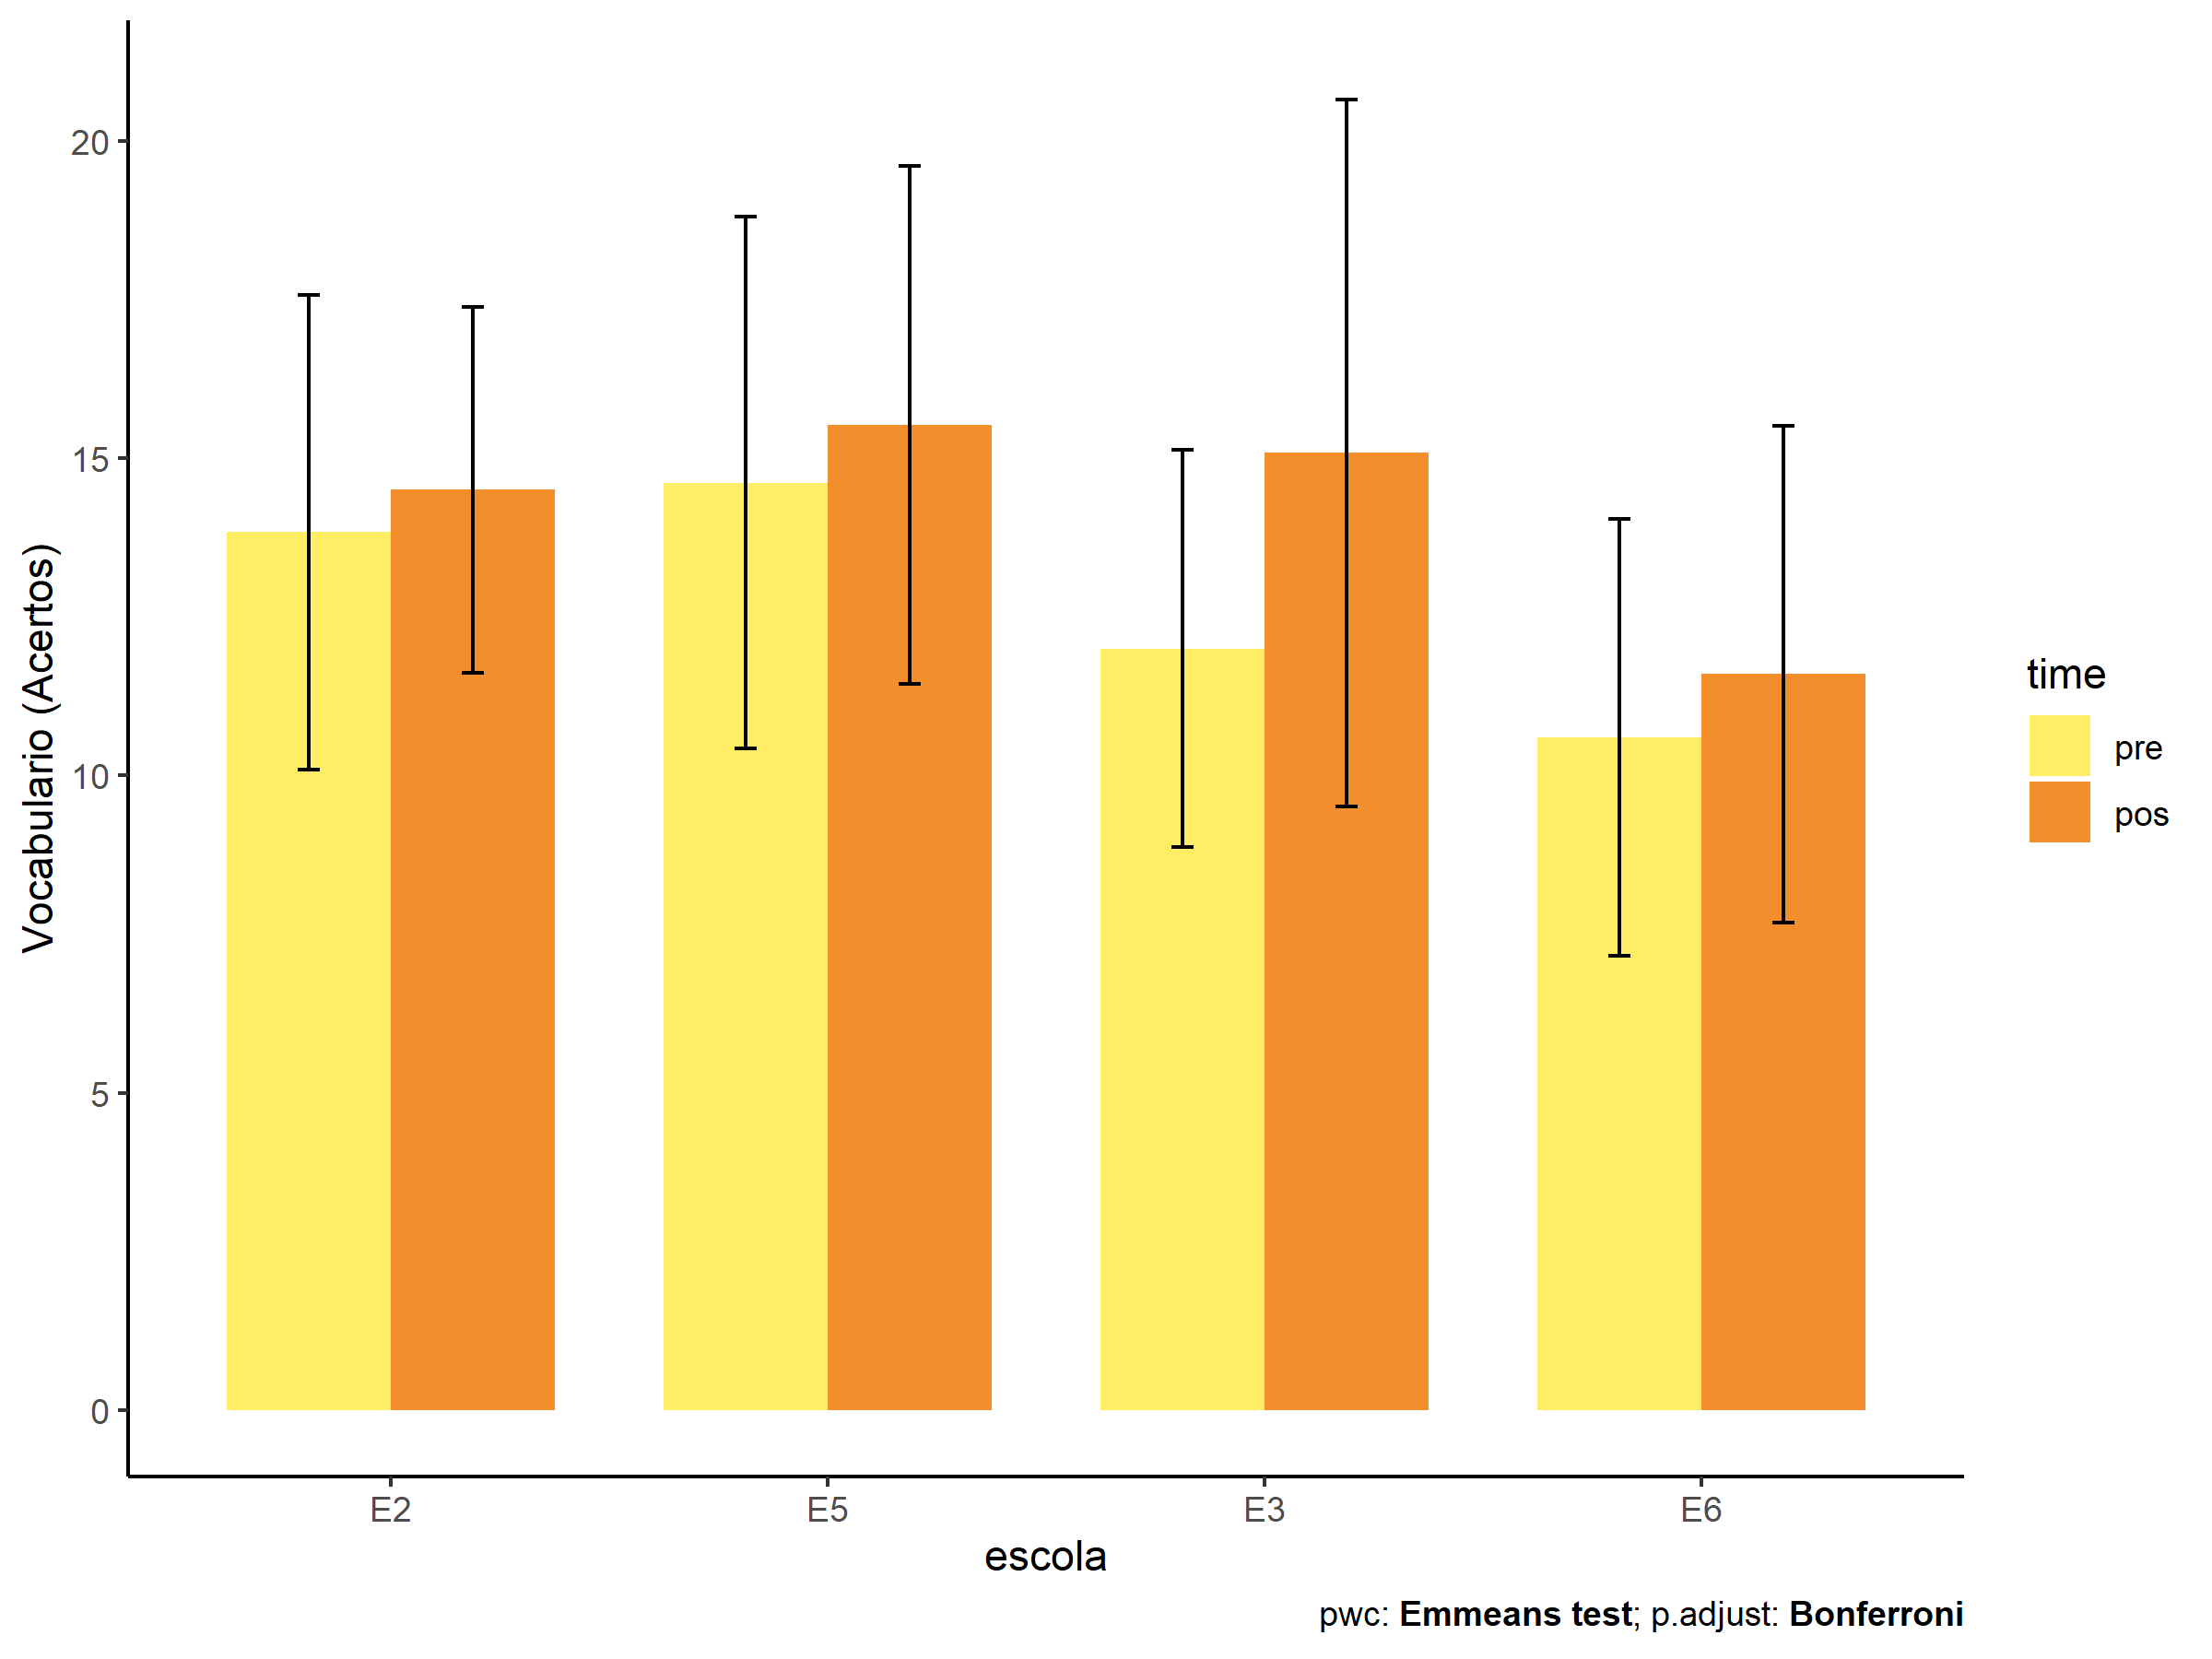 Vocabulario (Acertos)
20
15
10
5
0
E2
E5
E3
E6
escola
time
pre
pos
pwc: Emmeans test; p.adjust: Bonferroni